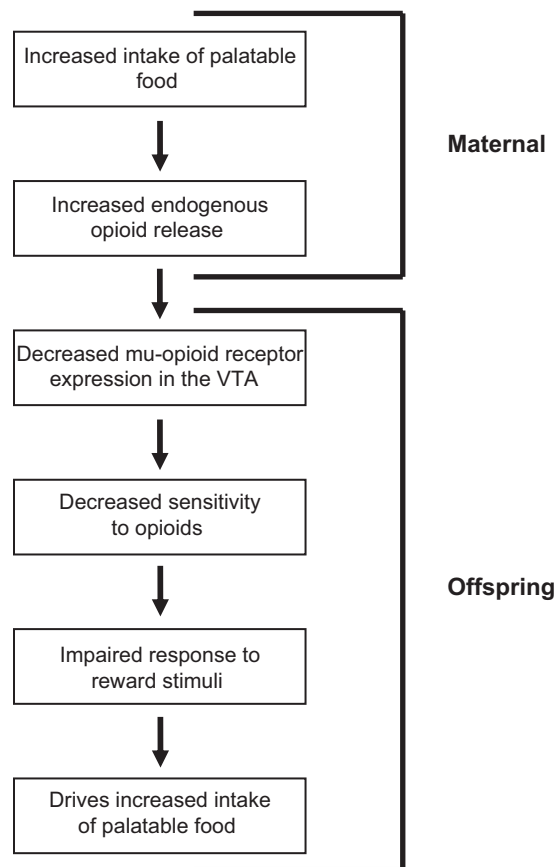 Increased intake of palatable
food
Maternal
Increased endogenous
opioid release
Decreased mu-opioid receptor
expression in the VTA
Decreased sensitivity
to opioids
Offspring
Impaired response to
reward stimuli
Drives increased intake
of palatable food